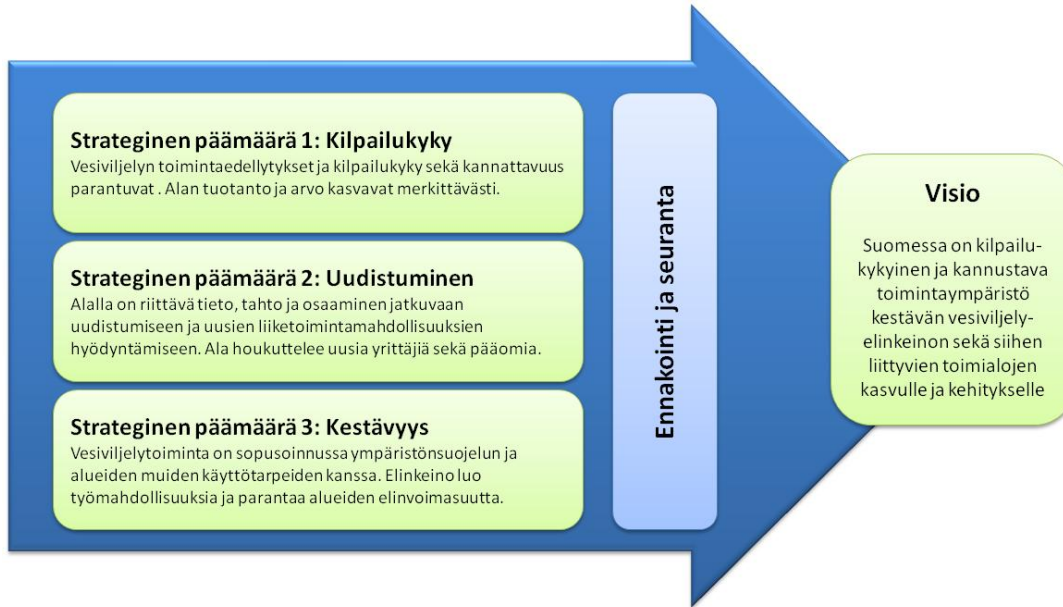 Strateginen päämäärä 1: Kilpailukyky
Vesiviljelyn toimintaedellytykset ja kilpailukyky sekä kannattavuus
parantuvat . Alan tuotanto ja arvo kasvavat merkittävästi.
Strateginen päämäärä 2: Uudistuminen
Alalla on riittävä tieto, tahto ja osaaminen jatkuvaan
uudistumiseen ja uusien liiketoimintamahdollisuuksien
hyödyntämiseen. Ala houkuttelee uusia yrittäjiä sekä pääomia.
Strateginen päämäärä 3: Kestävyys
Vesiviljelytoiminta on sopusoinnussa ympäristönsuojelun ja
alueiden muiden käyttötarpeiden kanssa. Elinkeino luo
työmahdollisuuksia ja parantaa alueiden elinvoimasuutta.
Ennakointi ja seuranta
Visio
Suomessa on kilpailu-
kykyinen ja kannustava
toimintaympäristö
kestävän vesiviljely-
elinkeinon sekä siihen
liittyvien toimialojen
kasvulle ja kehitykselle